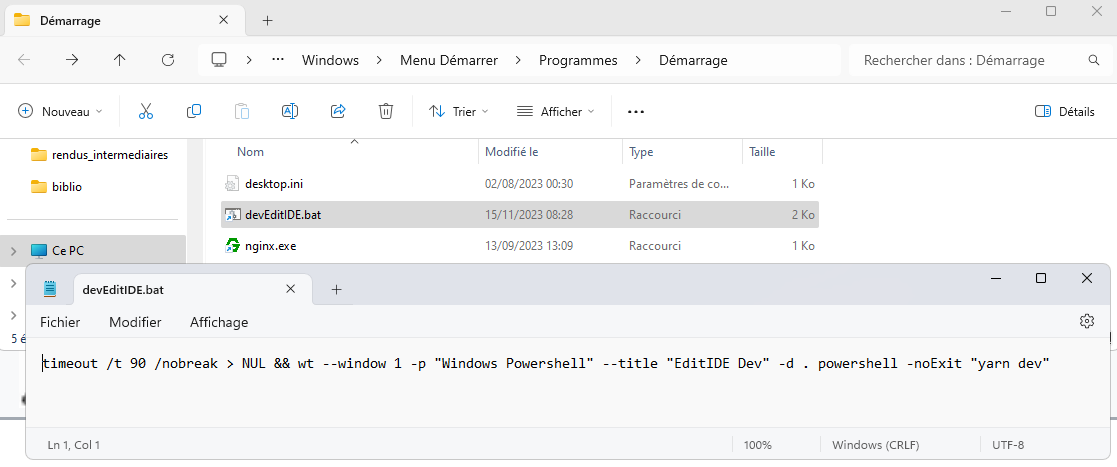 Démarrage
Windows Menu Démarrer Programmes Démarrage Rechercher dans : Démarrage
Nouveau Trier Afficher Détails
rendus_intermediaires
biblio
Ce PC
5 é
Nom Modifié le Type Taille
desktop.ini 02/08/2023 00:30 Paramètres de co... 1 Ko
devEditIDE.bat 15/11/2023 08:28 Raccourci 2 Ko
nginx.exe 13/09/2023 13:09 Raccourci 1 Ko
devEditIDE.bat
Fichier Modifier Affichage
timeout /t 90 /nobreak > NUL && wt --window 1 -p "Windows Powershell" --title "EditIDE Dev" -d . powershell -noExit "yarn dev"
Ln 1, Col 1 100% Windows (CRLF) UTF-8